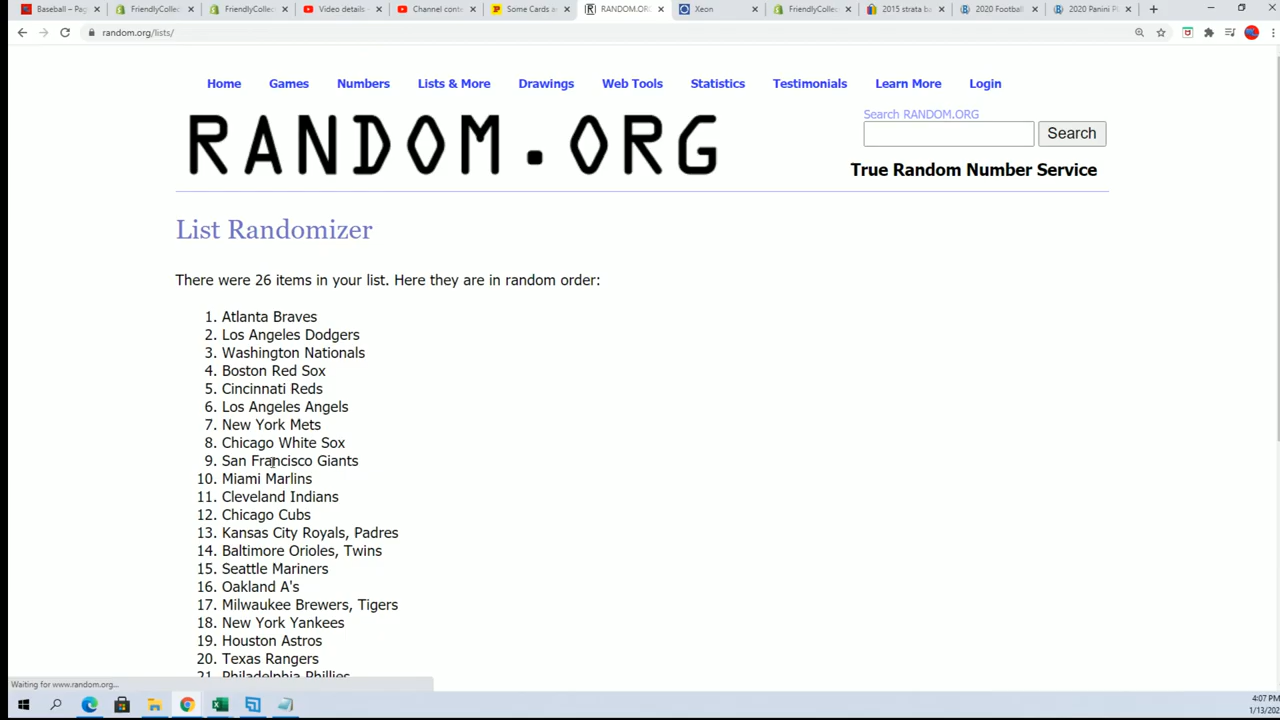 Baseball – Pag
FriendlyCollec
FriendlyCollec
Video details -
Channel conte
Some Cards a
RANDOM.OR
Xeon
FriendlyCollec
2015 strata ba
2020 Football
2020 Panini P
random.org/lists/
Home Games Numbers Lists & More Drawings Web Tools Statistics Testimonials Learn More Login
RANDOM.ORG
Search RANDOM.ORG
Search
True Random Number Service
List Randomizer
There were 26 items in your list. Here they are in random order:
1. Atlanta Braves
2. Los Angeles Dodgers
3. Washington Nationals
4. Boston Red Sox
5. Cincinnati Reds
6. Los Angeles Angels
7. New York Mets
8. Chicago White Sox
9. San Francisco Giants
10. Miami Marlins
11. Cleveland Indians
12. Chicago Cubs
13. Kansas City Royals, Padres
14. Baltimore Orioles, Twins
15. Seattle Mariners
16. Oakland A's
17. Milwaukee Brewers, Tigers
18. New York Yankees
19. Houston Astros
20. Texas Rangers
21. Philadelphia Phillies
Waiting for www.random.org...
4:07 PM
1/13/202